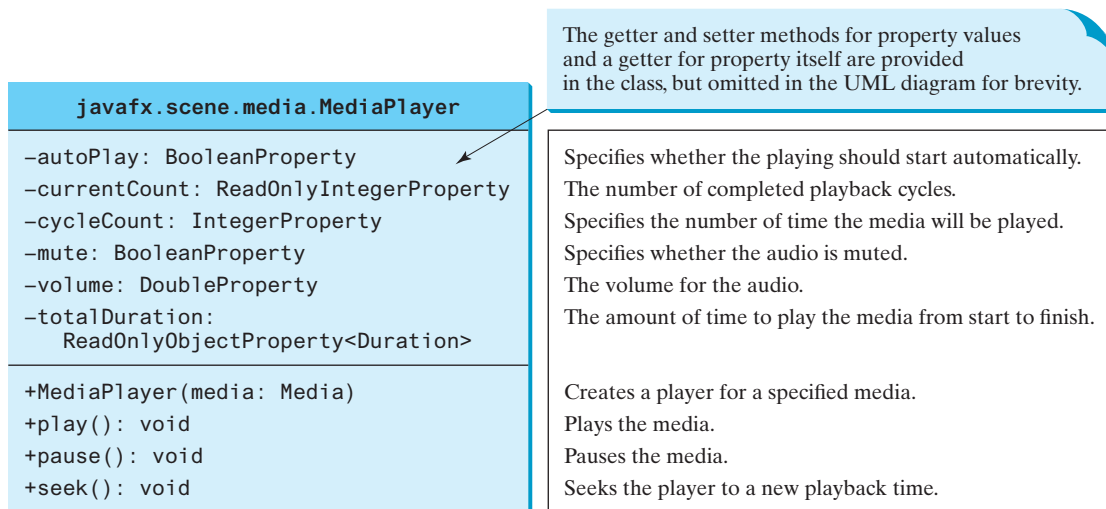 The getter and setter methods for property values
and a getter for property itself are provided
in the class, but omitted in the UML diagram for brevity.
javafx.scene.media.MediaPlayer
–autoPlay: BooleanProperty
–currentCount: ReadOnlyIntegerProperty
–cycleCount: IntegerProperty
–mute: BooleanProperty
–volume: DoubleProperty
–totalDuration:
ReadOnlyObjectProperty<Duration>
+MediaPlayer(media: Media)
+play(): void
+pause(): void
+seek(): void
Specifies whether the playing should start automatically.
The number of completed playback cycles.
Specifies the number of time the media will be played.
Specifies whether the audio is muted.
The volume for the audio.
The amount of time to play the media from start to finish.
Creates a player for a specified media.
Plays the media.
Pauses the media.
Seeks the player to a new playback time.